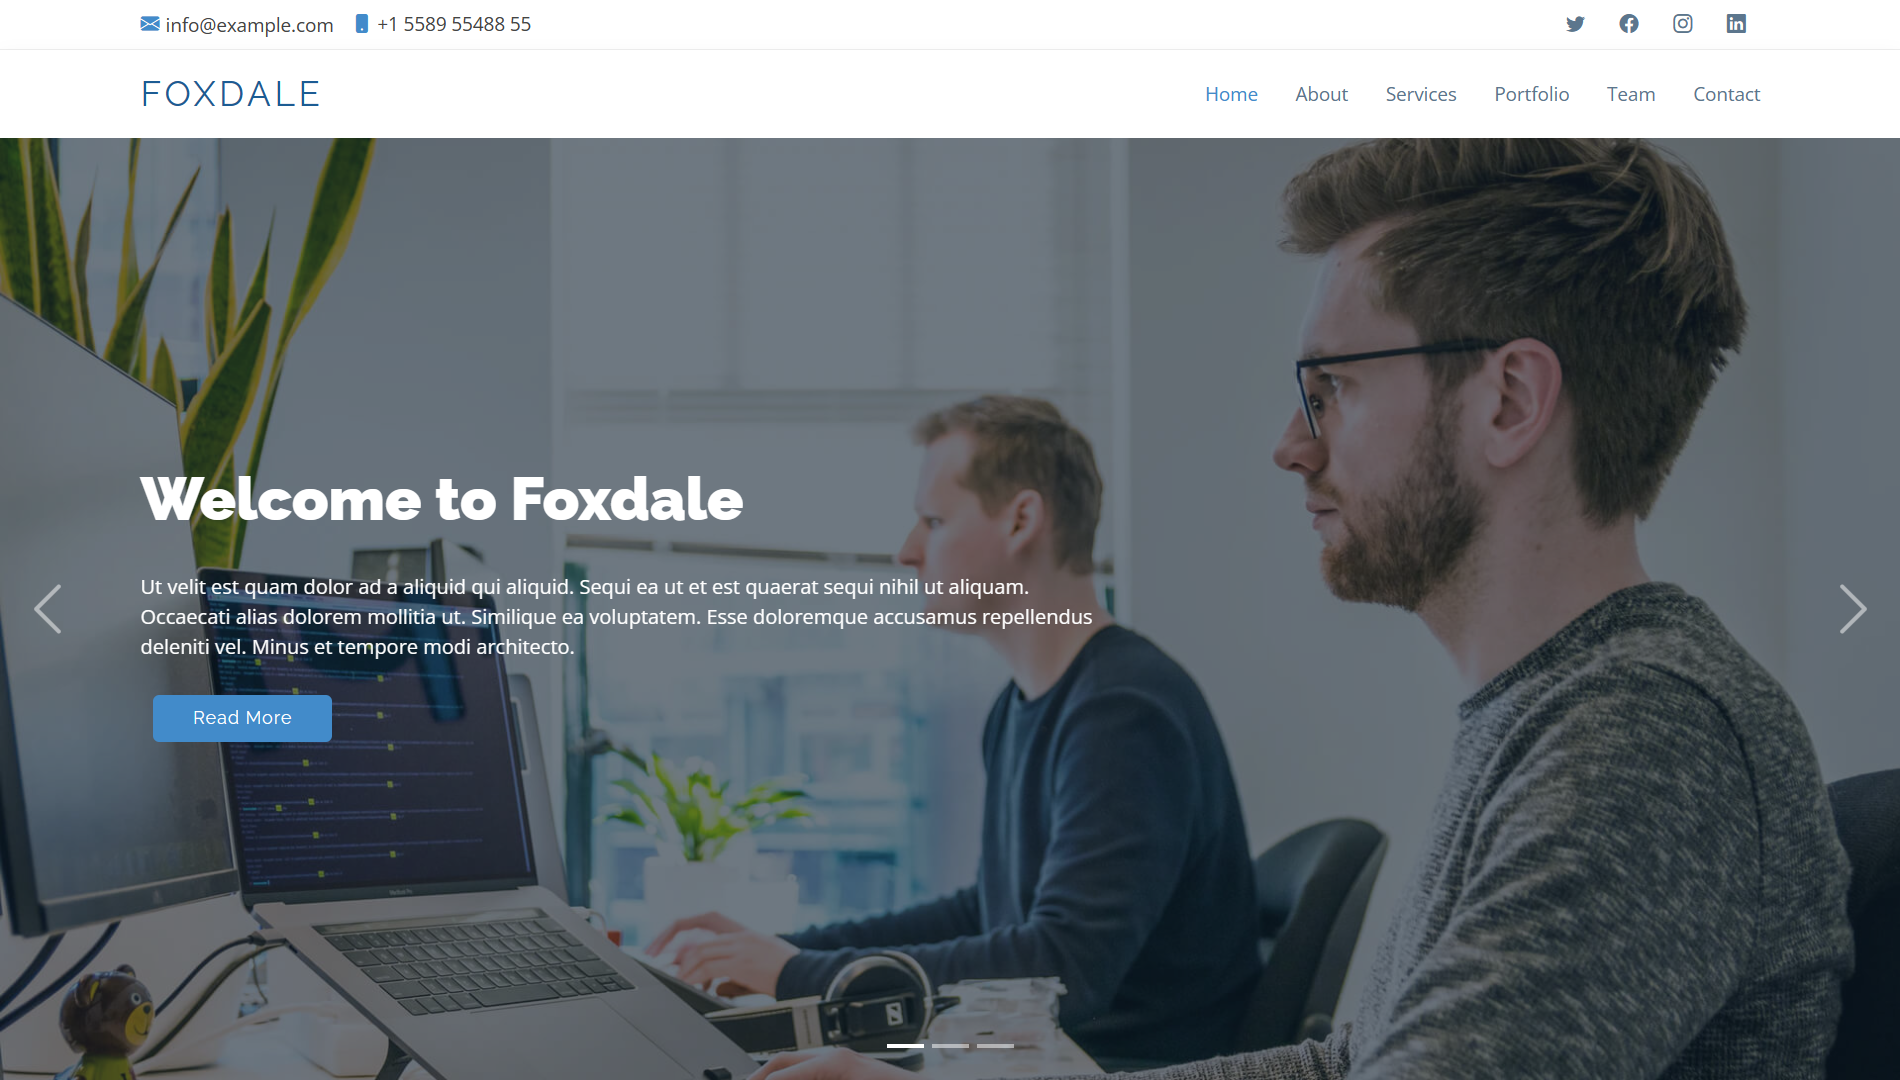 info@example.com +1 5589 55488 55
FOXDALE
Home About Services Portfolio Team Contact
Welcome to Foxdale
Ut velit est quam dolor ad a aliquid qui aliquid. Sequi ea ut et est quaerat sequi nihil ut aliquam.
Occaecati alias dolorem mollitia ut. Similique ea voluptatem. Esse doloremque accusamus repellendus
deleniti vel. Minus et tempore modi architecto.
Read More